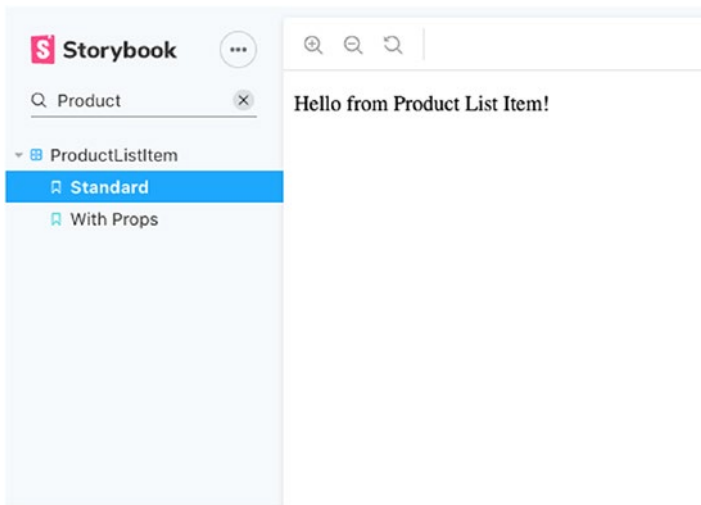 Storybook
Product
ProductListItem
Standard
With Props
Hello from Product List Item!